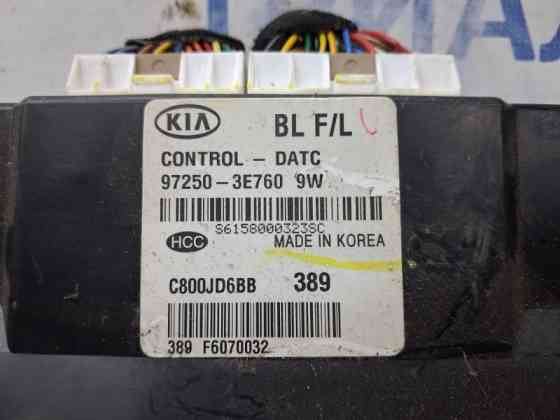 KIA BL F/L
CONTROL - DATC
97250-3E760 9W
S6158000323SC
HCC MADE IN KOREA
C800JD6BB 389
389 F6070032